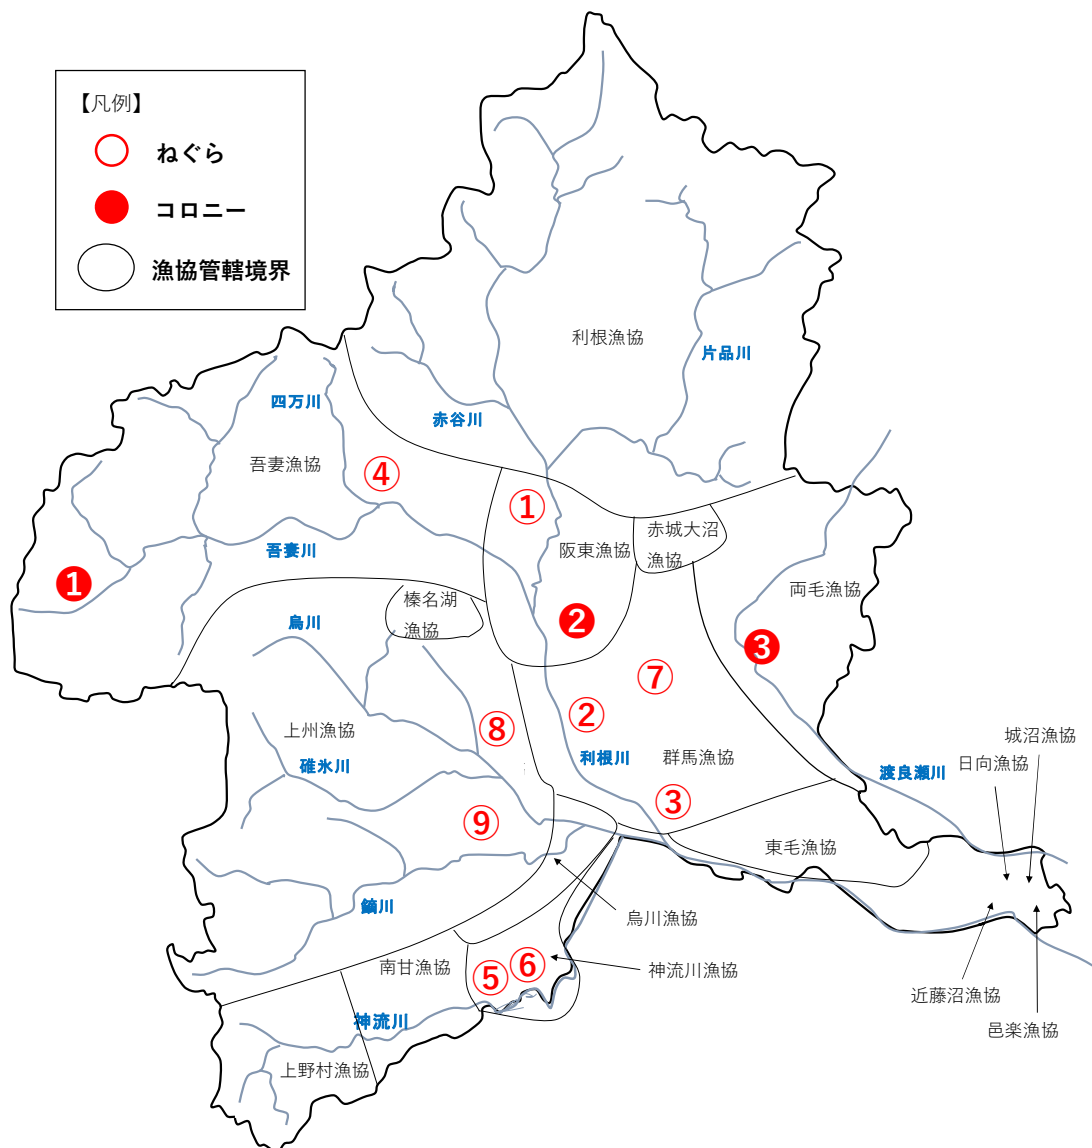 【凡例】
ねぐら
コロニー
漁協管轄境界
利根漁協
片品川
四万川
赤谷川
吾妻漁協
④
①
吾妻川
阪東漁協
赤城大沼
漁協
両毛漁協
❶
榛名湖
漁協
烏川
❷
❸
⑦
②
⑧
上州漁協
碓氷川
利根川
群馬漁協
城沼漁協
日向漁協
渡良瀬川
③
⑨
東毛漁協
鏑川
烏川漁協
南甘漁協
⑤
⑥
神流川漁協
近藤沼漁協
邑楽漁協
神流川
上野村漁協